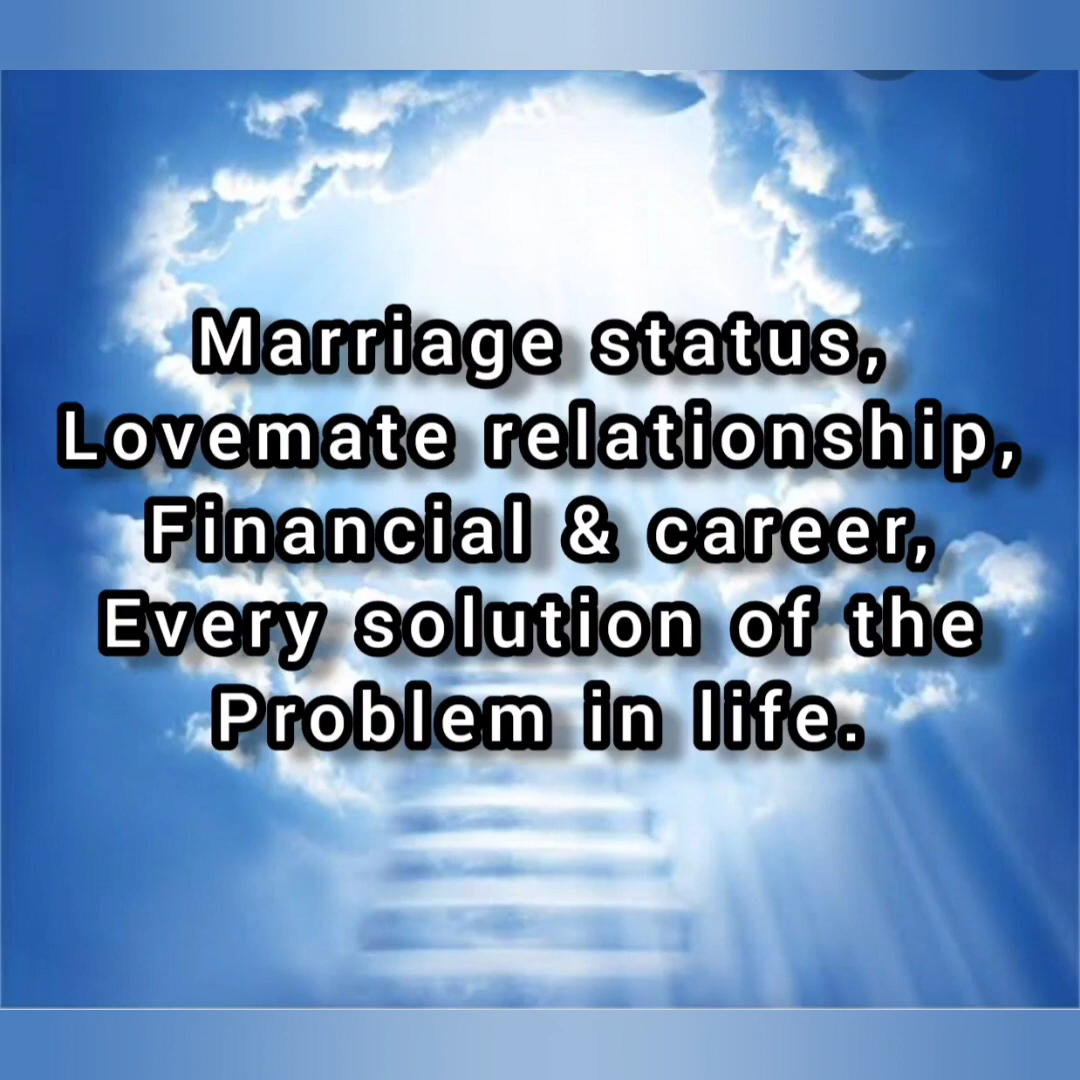 Marriage status,
Lovemate relationship,
Financial & career,
Every solution of the
Problem in life.